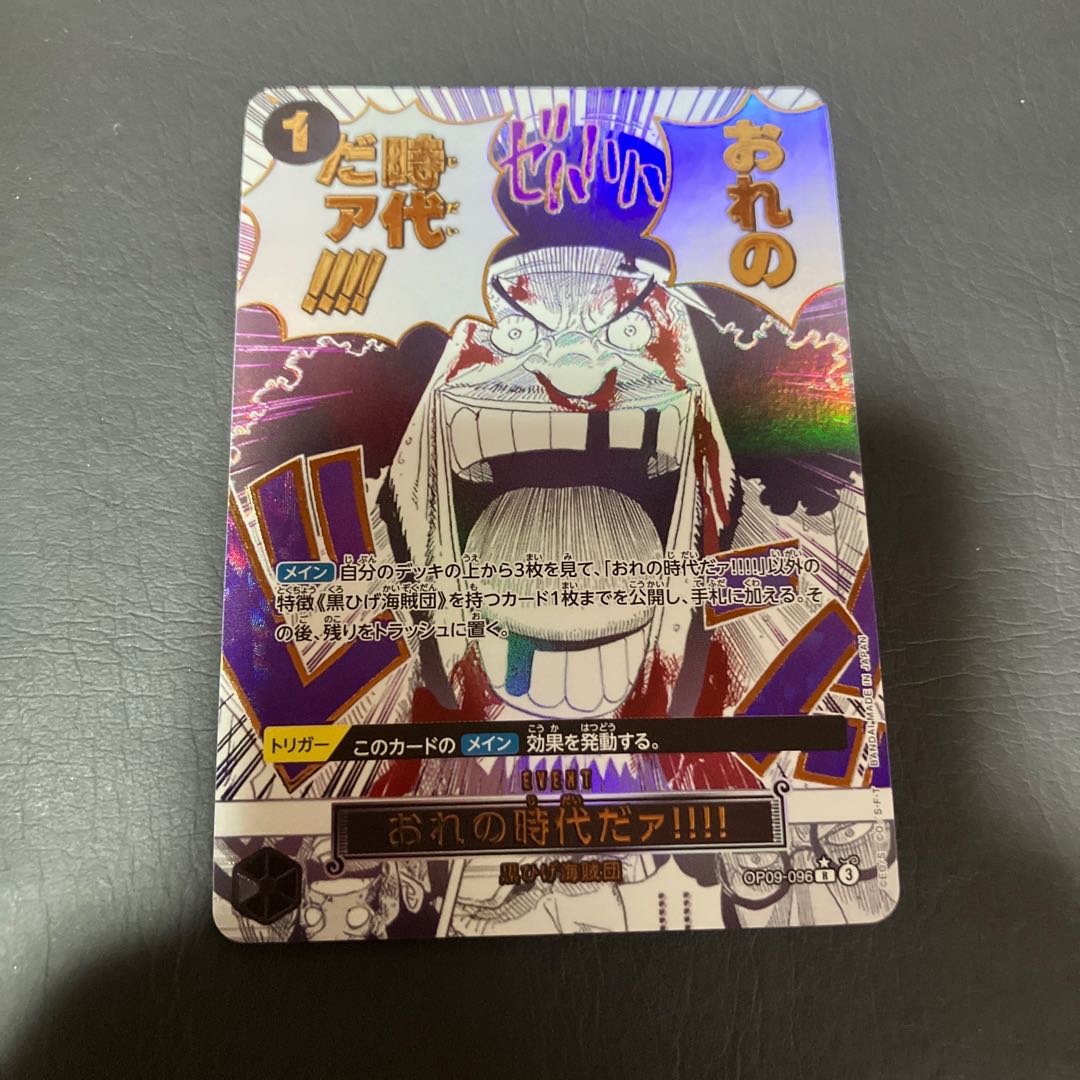 1
おれの
ゼハハハ
時代
だァ!!!!
メイン 自分のデッキの上から3枚を見て、「おれの時代だァ!!!!」以外の
特徴《黒ひげ海賊団》を持つカード1枚までを公開し、手札に加える。そ
の後、残りをトラッシュに置く。
トリガー このカードの メイン 効果を発動する。
EVENT
おれの時代だァ!!!!
黒ひげ海賊団
OP09-096 R 3
BANDAI MADE IN JAPAN